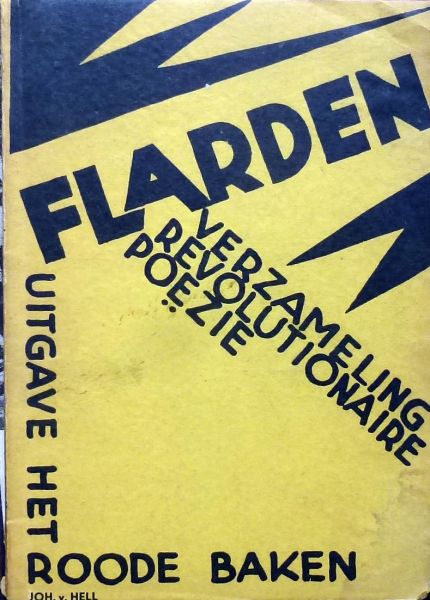 FLARDEN
VERZAMELING
REVOLUTIONAIRE
POËZIE
UITGAVE HET
ROODE BAKEN
JOH. v. HELL